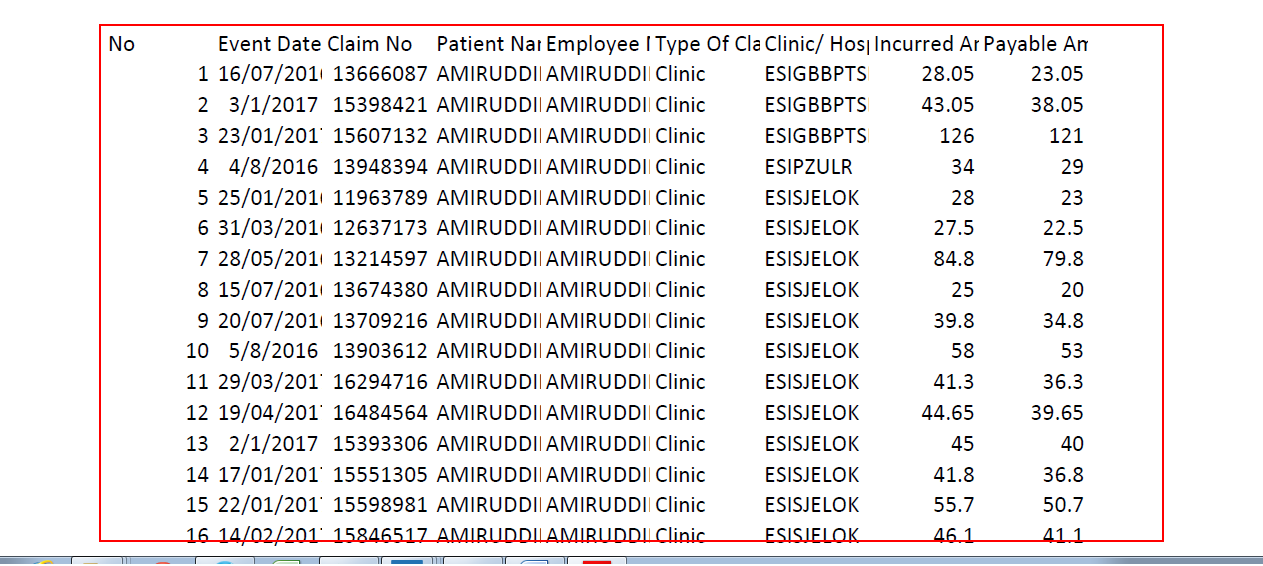 No Event Date Claim No Patient Nar Employee Type Of Cla Clinic/ Hosp Incurred Ar Payable Am
1 16/07/201 13666087 AMIRUDDI AMIRUDDI Clinic ESIGBBPTS 28.05 23.05
2 3/1/2017 15398421 AMIRUDDI AMIRUDDI Clinic ESIGBBPTS 43.05 38.05
3 23/01/201 15607132 AMIRUDDI AMIRUDDI Clinic ESIGBBPTS 126 121
4 4/8/2016 13948394 AMIRUDDI AMIRUDDI Clinic ESIPZULR 34 29
5 25/01/201 11963789 AMIRUDDI AMIRUDDI Clinic ESISJELOK 28 23
6 31/03/201 12637173 AMIRUDDI AMIRUDDI Clinic ESISJELOK 27.5 22.5
7 28/05/201 13214597 AMIRUDDI AMIRUDDI Clinic ESISJELOK 84.8 79.8
8 15/07/201 13674380 AMIRUDDI AMIRUDDI Clinic ESISJELOK 25 20
9 20/07/201 13709216 AMIRUDDI AMIRUDDI Clinic ESISJELOK 39.8 34.8
10 5/8/2016 13903612 AMIRUDDI AMIRUDDI Clinic ESISJELOK 58 53
11 29/03/201 16294716 AMIRUDDI AMIRUDDI Clinic ESISJELOK 41.3 36.3
12 19/04/201 16484564 AMIRUDDI AMIRUDDI Clinic ESISJELOK 44.65 39.65
13 2/1/2017 15393306 AMIRUDDI AMIRUDDI Clinic ESISJELOK 45 40
14 17/01/201 15551305 AMIRUDDI AMIRUDDI Clinic ESISJELOK 41.8 36.8
15 22/01/201 15598981 AMIRUDDI AMIRUDDI Clinic ESISJELOK 55.7 50.7
16 14/02/201 15846517 AMIRUDDI AMIRUDDI Clinic ESISJELOK 46.1 41.1